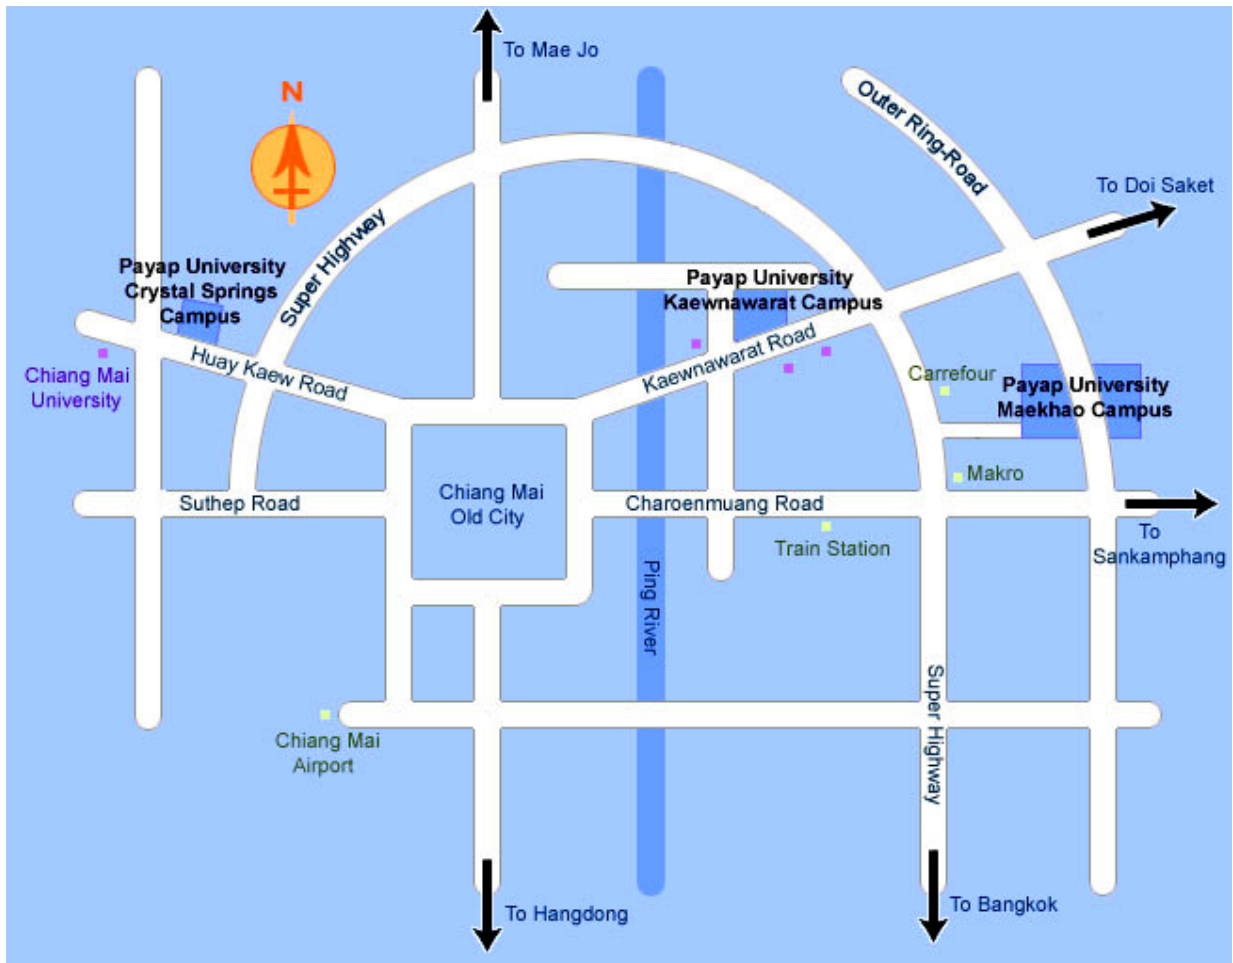 To Mae Jo
N
Outer Ring-Road
To Doi Saket
Super Highway
Payap University
Crystal Springs
Campus
Payap University
Kaewnawarat Campus
Huay Kaew Road
Kaewnawarat Road
Chiang Mai
University
Carrefour
Payap University
Maekhao Campus
Makro
Suthep Road
Chiang Mai
Old City
Charoenmuang Road
Train Station
To
Sankamphang
Ping River
Super Highway
Chiang Mai
Airport
To Hangdong
To Bangkok